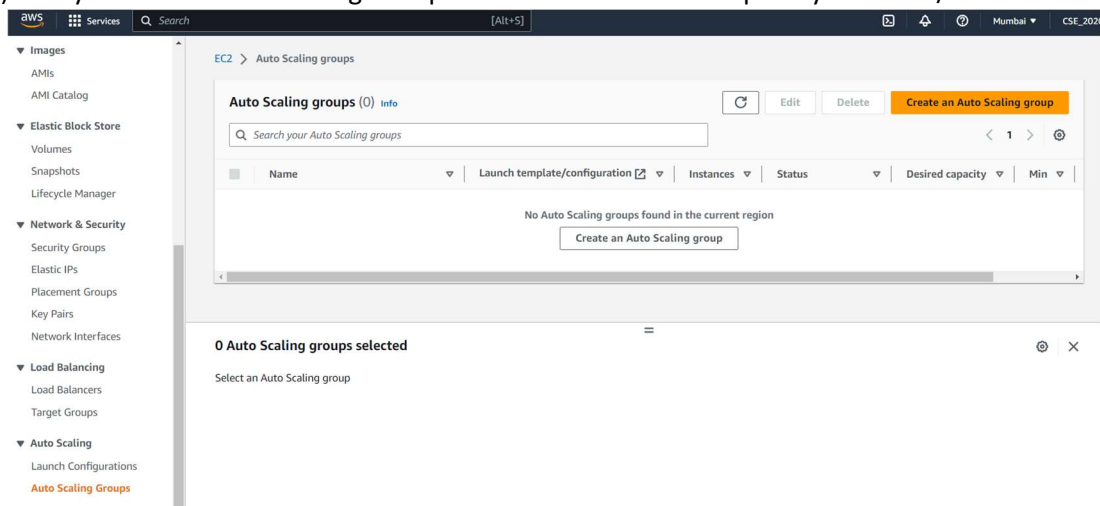 aws Services Search [Alt+S] Mumbai CSE_202
Images
AMIs
AMI Catalog
Elastic Block Store
Volumes
Snapshots
Lifecycle Manager
Network & Security
Security Groups
Elastic IPs
Placement Groups
Key Pairs
Network Interfaces
Load Balancing
Load Balancers
Target Groups
Auto Scaling
Launch Configurations
Auto Scaling Groups
EC2 > Auto Scaling groups
Auto Scaling groups (0) Info Edit Delete Create an Auto Scaling group
Search your Auto Scaling groups < 1 >
Name Launch template/configuration Instances Status Desired capacity Min
No Auto Scaling groups found in the current region
Create an Auto Scaling group
0 Auto Scaling groups selected
Select an Auto Scaling group